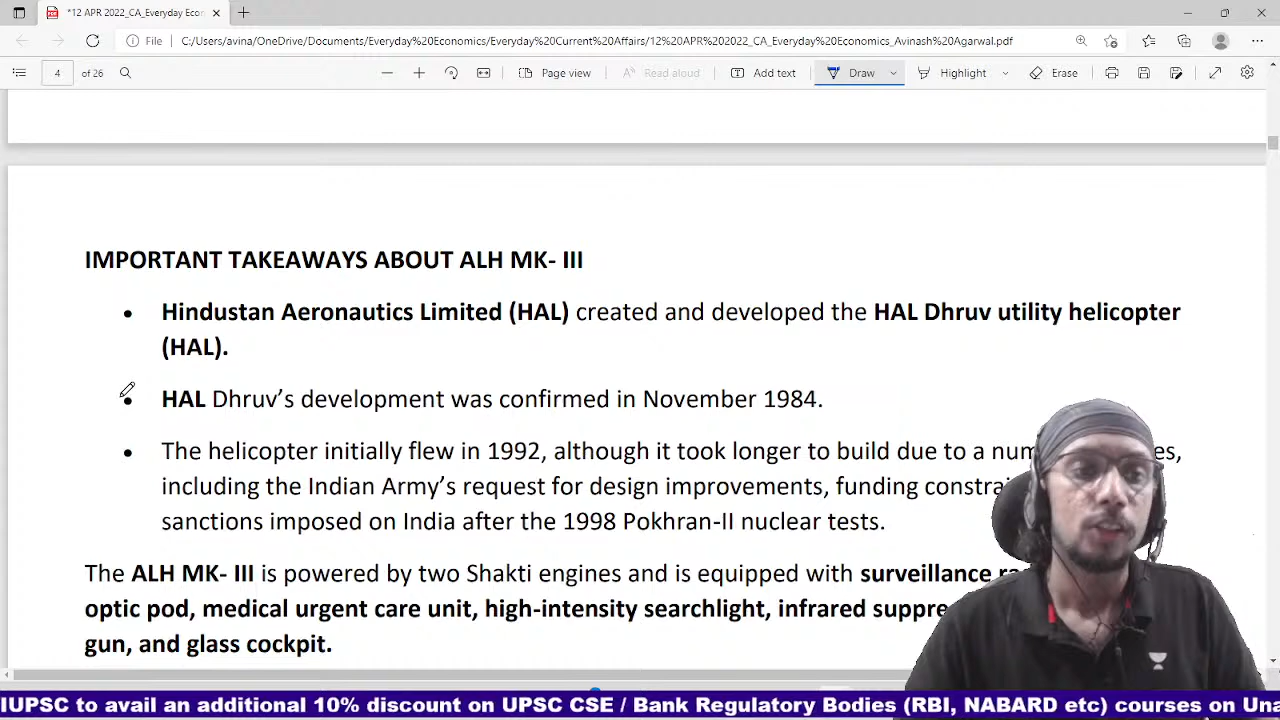 *12 APR 2022_CA_Everyday Econ
File C:/Users/avina/OneDrive/Documents/Everyday%20Economics/Everyday%20Current%20Affairs/12%20APR%202022_CA_Everyday%20Economics_Avinash%20Agarwal.pdf
4 of 26 Page view Read aloud Add text Draw Highlight Erase
IMPORTANT TAKEAWAYS ABOUT ALH MK- III
• Hindustan Aeronautics Limited (HAL) created and developed the HAL Dhruv utility helicopter
(HAL).
• HAL Dhruv’s development was confirmed in November 1984.
• The helicopter initially flew in 1992, although it took longer to build due to a num es,
including the Indian Army’s request for design improvements, funding constrai
sanctions imposed on India after the 1998 Pokhran-II nuclear tests.
The ALH MK- III is powered by two Shakti engines and is equipped with surveillance ra
optic pod, medical urgent care unit, high-intensity searchlight, infrared suppre
gun, and glass cockpit.
IUPSC to avail an additional 10% discount on UPSC CSE / Bank Regulatory Bodies (RBI, NABARD etc) courses on Una